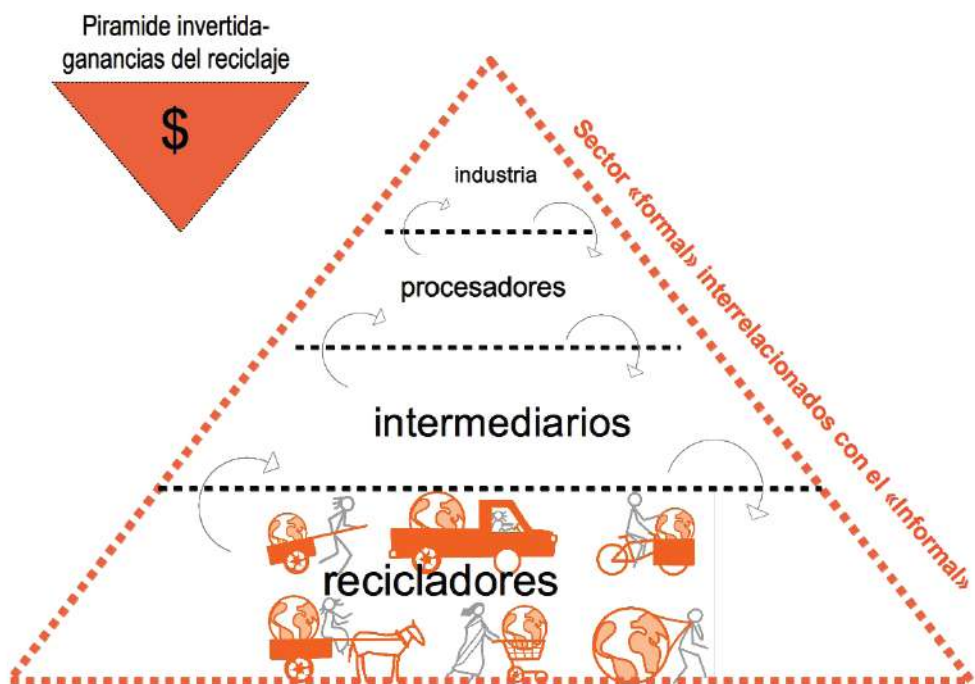 Piramide invertida-
ganancias del reciclaje
$
industria
procesadores
intermediarios
recicladores
Sector «formal» interrelacionados con el «Informal»